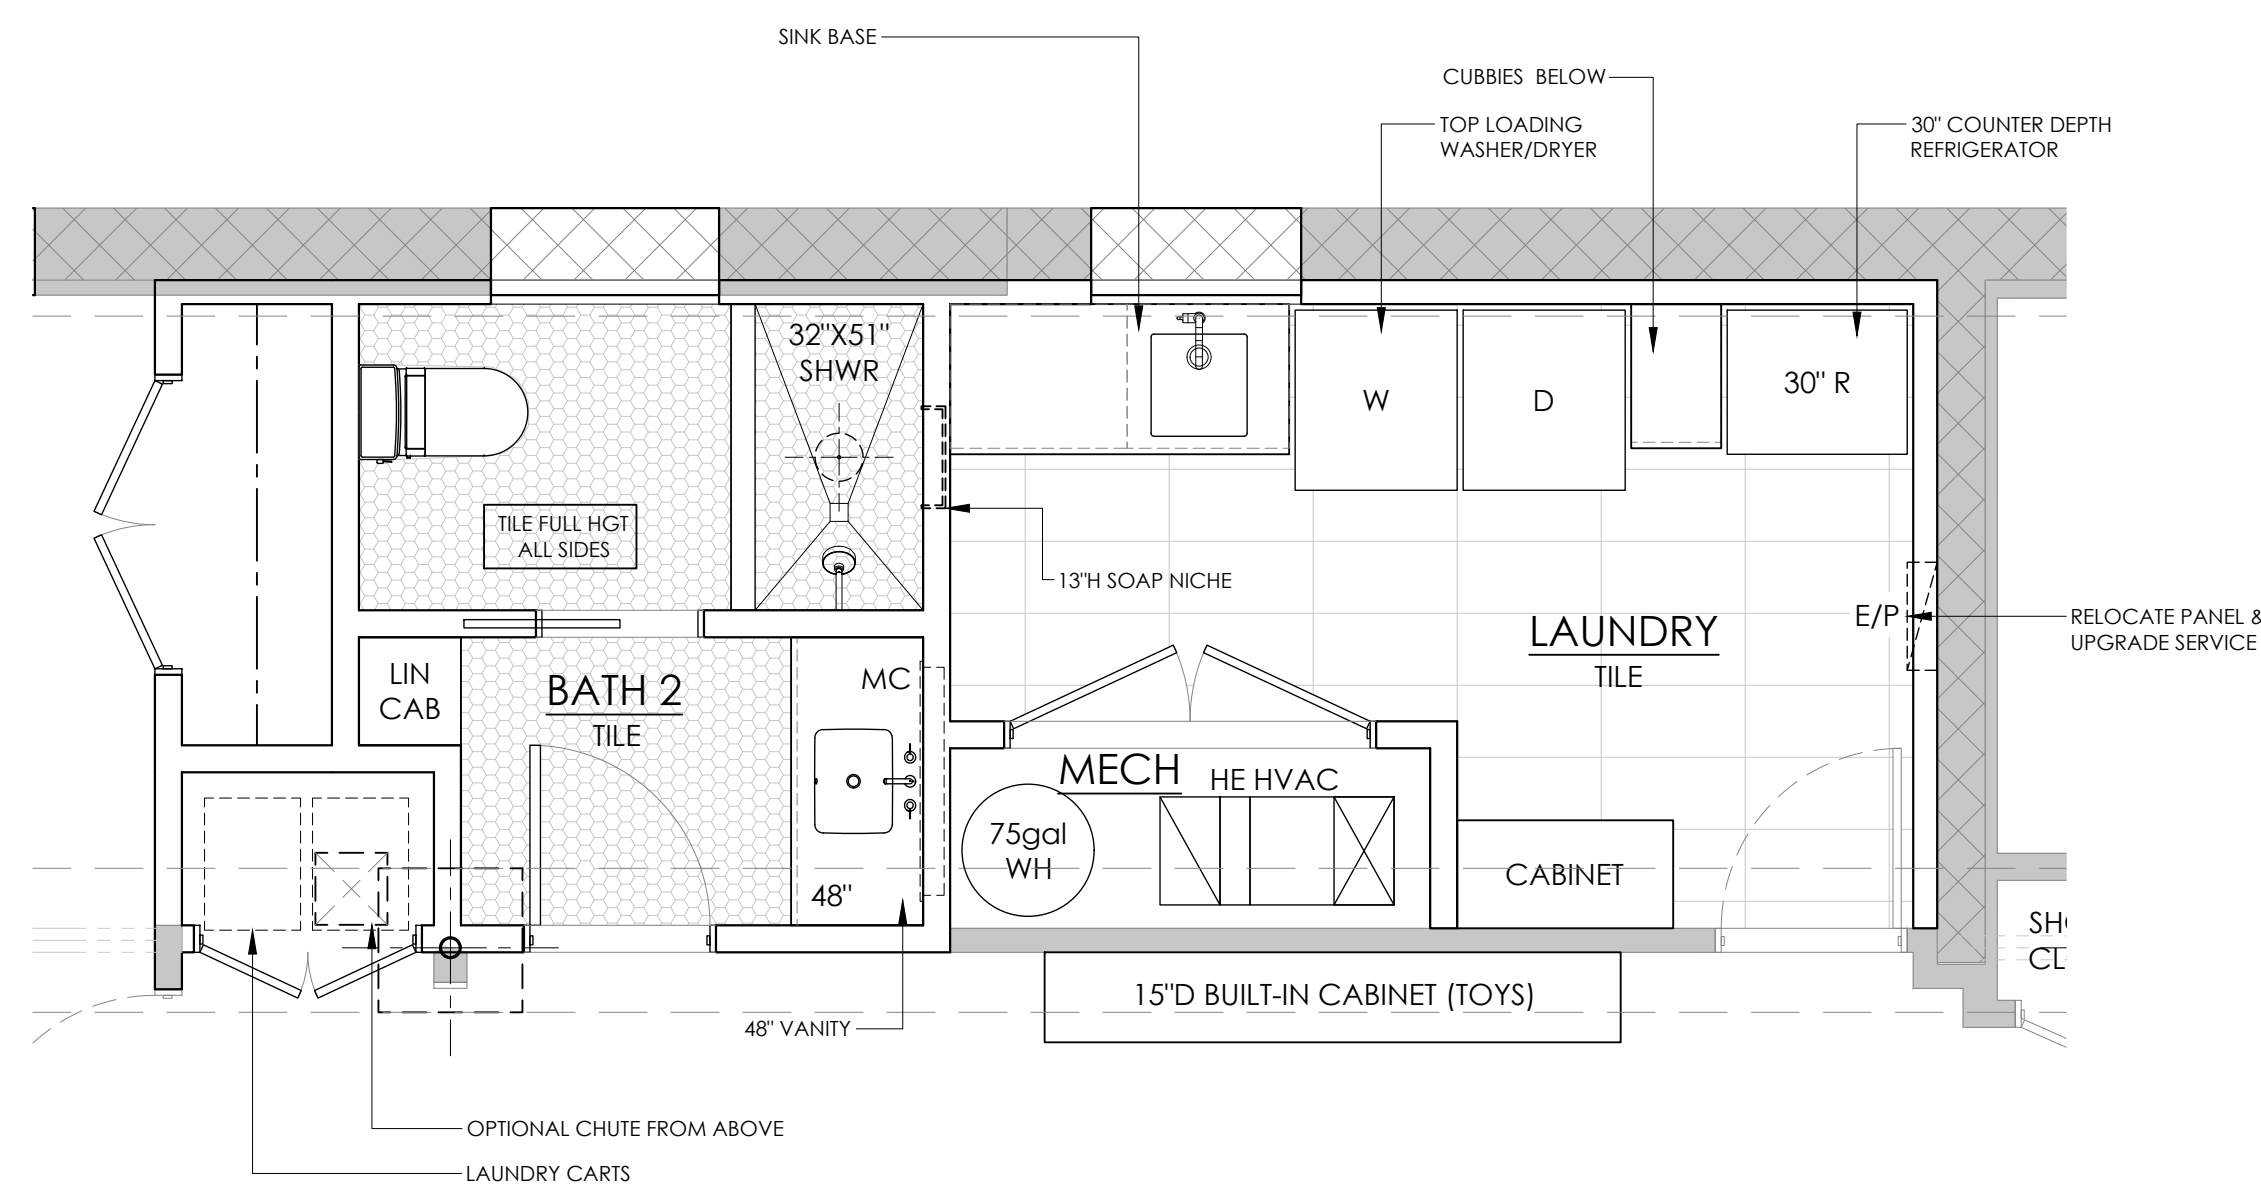 SINK BASE
CUBBIES BELOW
TOP LOADING
WASHER/DRYER
30" COUNTER DEPTH
REFRIGERATOR
32"X51"
SHWR
W
D
30" R
TILE FULL HGT
ALL SIDES
13"H SOAP NICHE
E/P
RELOCATE PANEL &
UPGRADE SERVICE
LAUNDRY
TILE
LIN
CAB
BATH 2
TILE
MC
MECH
HE HVAC
75gal
WH
48"
CABINET
SH
CL
15"D BUILT-IN CABINET (TOYS)
48" VANITY
OPTIONAL CHUTE FROM ABOVE
LAUNDRY CARTS